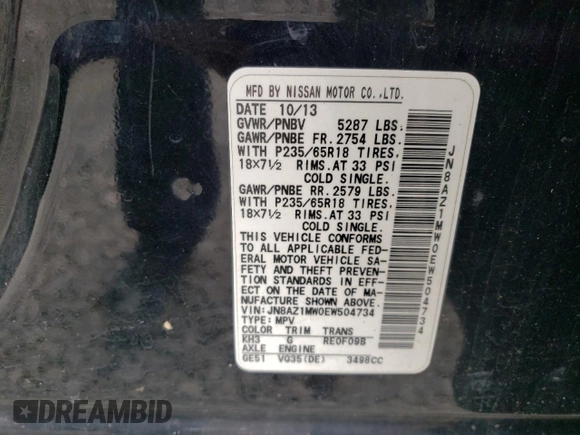 MFD BY NISSAN MOTOR CO.,LTD.
DATE 10/13
GVWR/PNBV 5287 LBS.
GAWR/PNBE FR. 2754 LBS.
WITH P235/65R18 TIRES.
18X7½ RIMS.AT 33 PSI
COLD SINGLE.
GAWR/PNBE RR. 2579 LBS.
WITH P235/65R18 TIRES.
18X7½ RIMS.AT 33 PSI
COLD SINGLE.
THIS VEHICLE CONFORMS
TO ALL APPLICABLE FED-
ERAL MOTOR VEHICLE SA-
FETY AND THEFT PREVEN-
TION STANDARDS IN EFF-
ECT ON THE DATE OF MA-
NUFACTURE SHOWN ABOVE.
VIN: JN8AZ1MW0EW504734
TYPE: MPV
COLOR TRIM TRANS
KH3 G RE0F09B
AXLE ENGINE
GE51 VQ35(DE) 3498CC
JN8AZ1MW0EW504734
DREAMBID